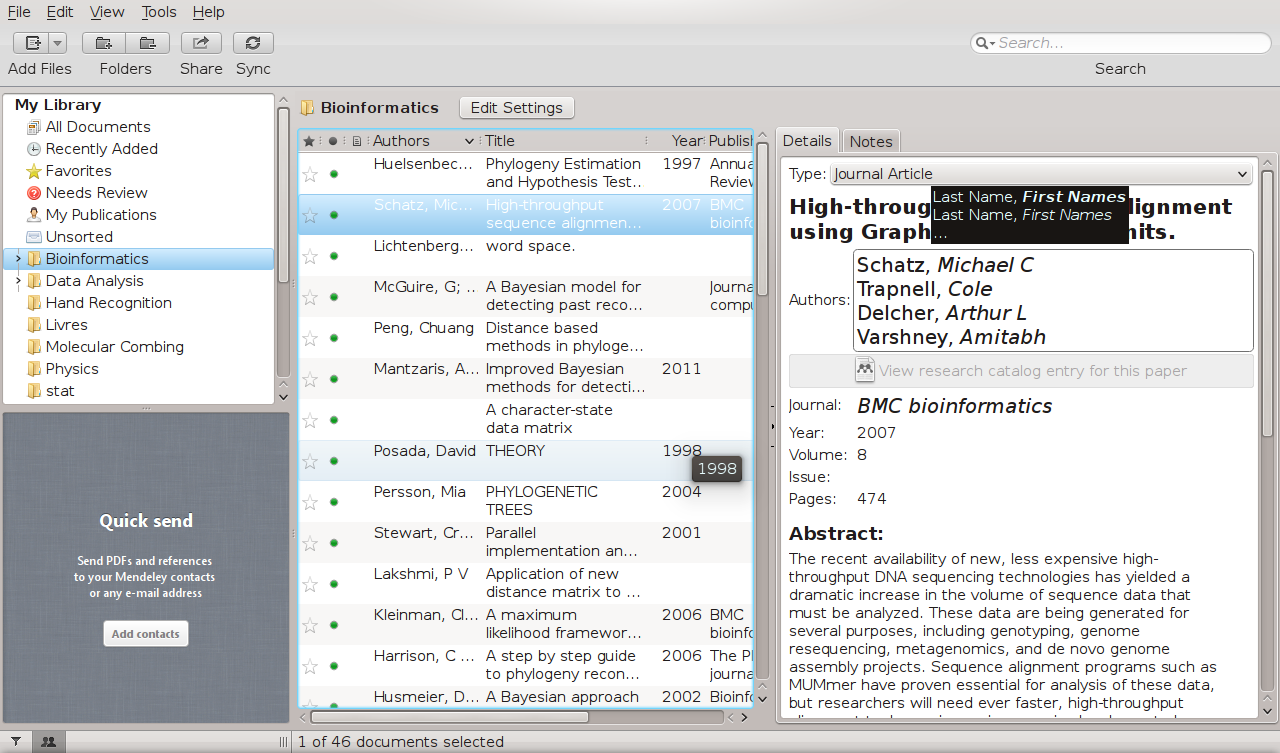 File Edit View Tools Help
Add Files Folders Share Sync
Search...
Search
My Library
All Documents
Recently Added
Favorites
Needs Review
My Publications
Unsorted
Bioinformatics
Data Analysis
Hand Recognition
Livres
Molecular Combing
Physics
stat
Quick send
Send PDFs and references
to your Mendeley contacts
or any e-mail address
Add contacts
Bioinformatics Edit Settings
Authors Title Year Publish
Huelsenbec... Phylogeny Estimation 1997 Annua
and Hypothesis Test... Review
Schatz, Mic... High-throughput 2007 BMC
sequence alignmen... bioinfo
Lichtenberg... word space.
McGuire, G; .. A Bayesian model for Journa
detecting past reco... compu
Peng, Chuang Distance based
methods in phyloge...
Mantzaris, A... Improved Bayesian 2011
methods for detecti...
A character-state
data matrix
Posada, David THEORY 1998
1998
Persson, Mia PHYLOGENETIC 2004
TREES
Stewart, Cr... Parallel 2001
implementation an...
Lakshmi, P V Application of new
distance matrix to ...
Kleinman, Cl... A maximum 2006 BMC
likelihood framewor... bioinfo
Harrison, C ... A step by step guide 2006 The Pl
to phylogeny recon... journa
Husmeier, D... A Bayesian approach 2002 Bioinfo
Details Notes
Type: Journal Article
Last Name, First Names
Last Name, First Names
...
High-throug lignment
using Graph nits.
Authors:
Schatz, Michael C
Trapnell, Cole
Delcher, Arthur L
Varshney, Amitabh
View research catalog entry for this paper
Journal: BMC bioinformatics
Year: 2007
Volume: 8
Issue:
Pages: 474
Abstract:
The recent availability of new, less expensive high-
throughput DNA sequencing technologies has yielded a
dramatic increase in the volume of sequence data that
must be analyzed. These data are being generated for
several purposes, including genotyping, genome
resequencing, metagenomics, and de novo genome
assembly projects. Sequence alignment programs such as
MUMmer have proven essential for analysis of these data,
but researchers will need ever faster, high-throughput
1 of 46 documents selected